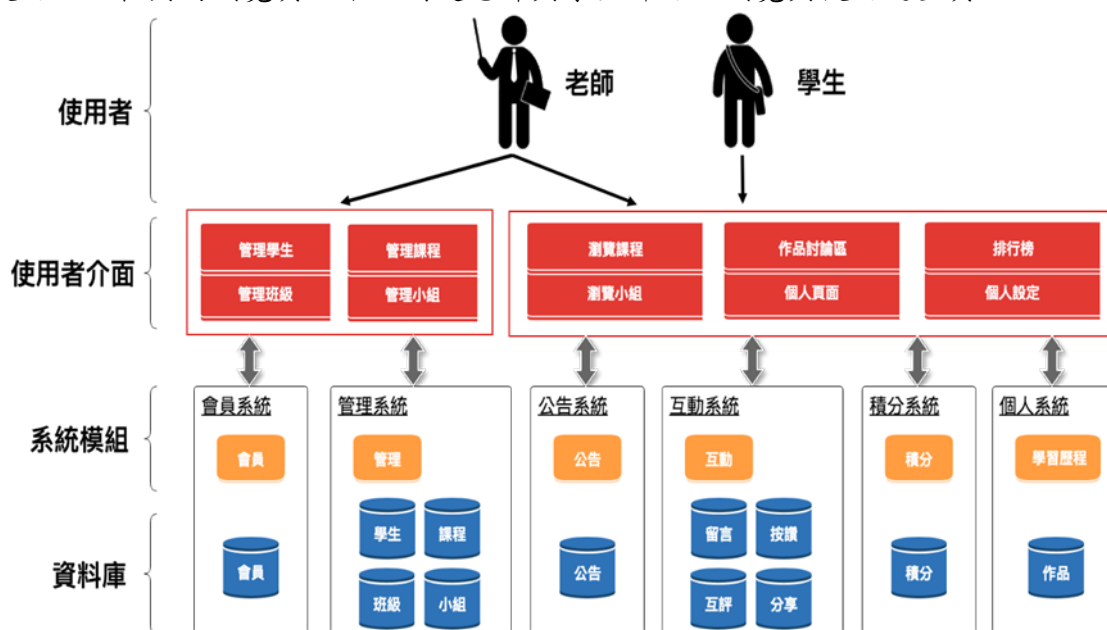 老師
學生
使用者
使用者介面
管理學生
管理課程
管理班級
管理小組
瀏覽課程
作品討論區
排行榜
瀏覽小組
個人頁面
個人設定
系統模組
會員系統
管理系統
公告系統
互動系統
積分系統
個人系統
會員
管理
公告
互動
積分
學習歷程
資料庫
會員
學生
課程
班級
小組
公告
留言
按讚
互評
分享
積分
作品